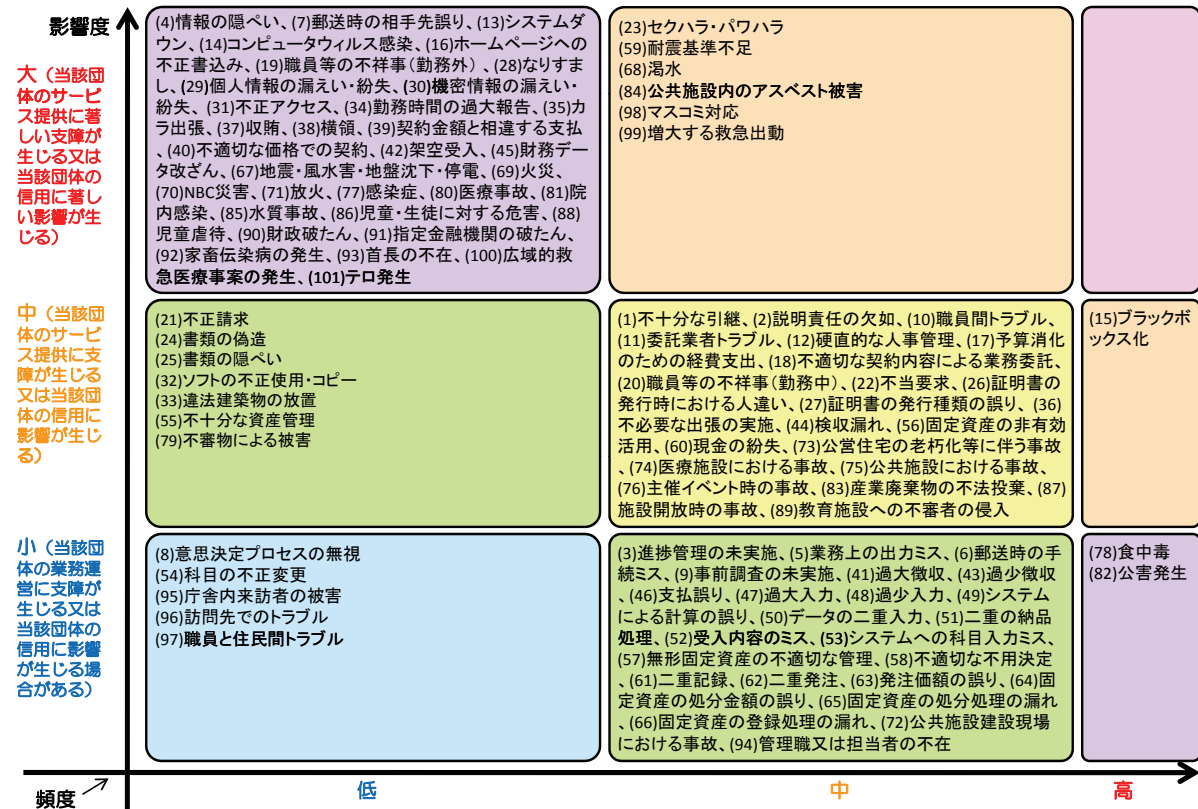 影響度
大（当該団
体のサービ
ス提供に著
しい支障が
生じる又は
当該団体の
信用に著し
い影響が生
じる）
(4)情報の隠ぺい、(7)郵送時の相手先誤り、(13)システムダ
ウン、(14)コンピュータウィルス感染、(16)ホームページへの
不正書込み、(19)職員等の不祥事（勤務外）、(28)なりすま
し、(29)個人情報の漏えい・紛失、(30)機密情報の漏えい・
紛失、(31)不正アクセス、(34)勤務時間の過大報告、(35)カ
ラ出張、(37)収賄、(38)横領、(39)契約金額と相違する支払
、(40)不適切な価格での契約、(42)架空受入、(45)財務デー
タ改ざん、(67)地震・風水害・地盤沈下・停電、(69)火災、
(70)NBC災害、(71)放火、(77)感染症、(80)医療事故、(81)院
内感染、(85)水質事故、(86)児童・生徒に対する危害、(88)
児童虐待、(90)財政破たん、(91)指定金融機関の破たん、
(92)家畜伝染病の発生、(93)首長の不在、(100)広域的救
急医療事案の発生、(101)テロ発生
(23)セクハラ・パワハラ
(59)耐震基準不足
(68)渇水
(84)公共施設内のアスベスト被害
(98)マスコミ対応
(99)増大する救急出動
中（当該団
体のサービ
ス提供に支
障が生じる
又は当該団
体の信用に
影響が生じ
る）
(21)不正請求
(24)書類の偽造
(25)書類の隠ぺい
(32)ソフトの不正使用・コピー
(33)違法建築物の放置
(55)不十分な資産管理
(79)不審物による被害
(1)不十分な引継、(2)説明責任の欠如、(10)職員間トラブル、
(11)委託業者トラブル、(12)硬直的な人事管理、(17)予算消化
のための経費支出、(18)不適切な契約内容による業務委託、
(20)職員等の不祥事（勤務中）、(22)不当要求、(26)証明書の
発行時における人違い、(27)証明書の発行種類の誤り、(36)
不必要な出張の実施、(44)検収漏れ、(56)固定資産の非有効
活用、(60)現金の紛失、(73)公営住宅の老朽化等に伴う事故
、(74)医療施設における事故、(75)公共施設における事故、
(76)主催イベント時の事故、(83)産業廃棄物の不法投棄、(87)
施設開放時の事故、(89)教育施設への不審者の侵入
(15)ブラックボ
ックス化
小（当該団
体の業務運
営に支障が
生じる又は
当該団体の
信用に影響
が生じる場
合がある）
(8)意思決定プロセスの無視
(54)科目の不正変更
(95)庁舎内来訪者の被害
(96)訪問先でのトラブル
(97)職員と住民間トラブル
(3)進捗管理の未実施、(5)業務上の出力ミス、(6)郵送時の手
続ミス、(9)事前調査の未実施、(41)過大徴収、(43)過少徴収
、(46)支払誤り、(47)過大入力、(48)過少入力、(49)システム
による計算の誤り、(50)データの二重入力、(51)二重の納品
処理、(52)受入内容のミス、(53)システムへの科目入力ミス、
(57)無形固定資産の不適切な管理、(58)不適切な不用決定、
(61)二重記録、(62)二重発注、(63)発注価額の誤り、(64)固
定資産の処分金額の誤り、(65)固定資産の処分処理の漏れ
、(66)固定資産の登録処理の漏れ、(72)公共施設建設現場
における事故、(94)管理職又は担当者の不在
(78)食中毒
(82)公害発生
頻度
低
中
高